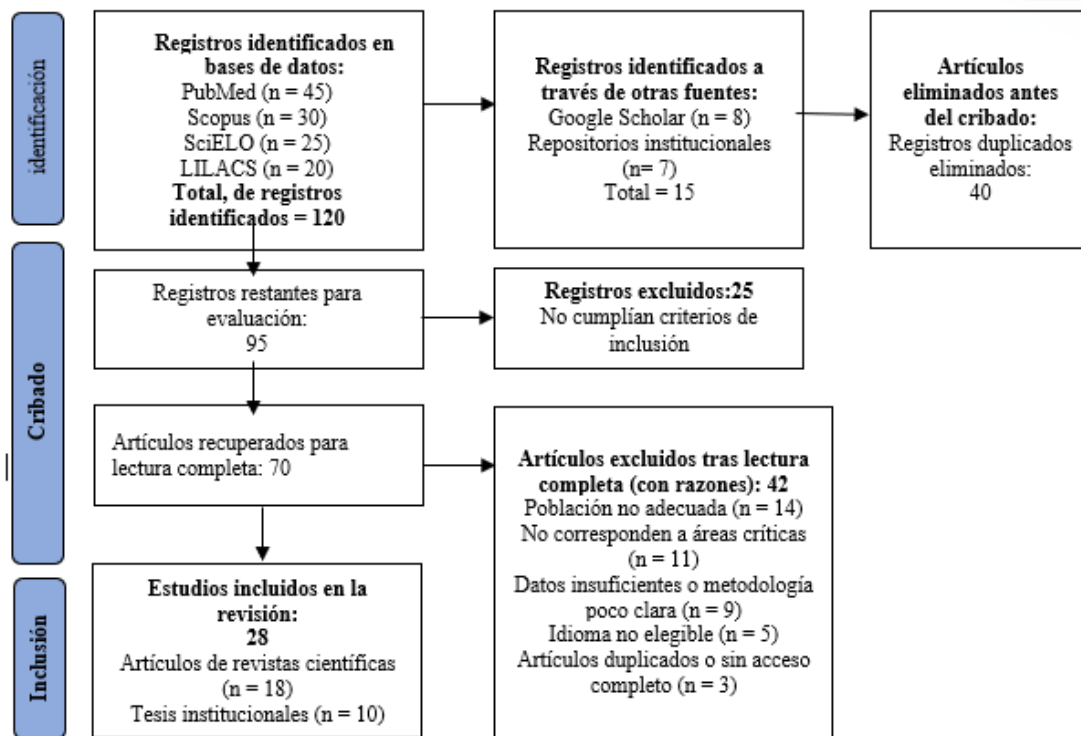 identificación
Registros identificados en
bases de datos:
PubMed (n = 45)
Scopus (n = 30)
SciELO (n = 25)
LILACS (n = 20)
Total, de registros
identificados = 120
Registros identificados a
través de otras fuentes:
Google Scholar (n = 8)
Repositorios institucionales
(n= 7)
Total = 15
Artículos
eliminados antes
del cribado:
Registros duplicados
eliminados:
40
Cribado
Registros restantes para
evaluación:
95
Registros excluidos:25
No cumplían criterios de
inclusión
Artículos recuperados para
lectura completa: 70
Artículos excluidos tras lectura
completa (con razones): 42
Población no adecuada (n = 14)
No corresponden a áreas críticas
(n = 11)
Datos insuficientes o metodología
poco clara (n = 9)
Idioma no elegible (n = 5)
Artículos duplicados o sin acceso
completo (n = 3)
Inclusión
Estudios incluidos en la
revisión:
28
Artículos de revistas científicas
(n = 18)
Tesis institucionales (n = 10)